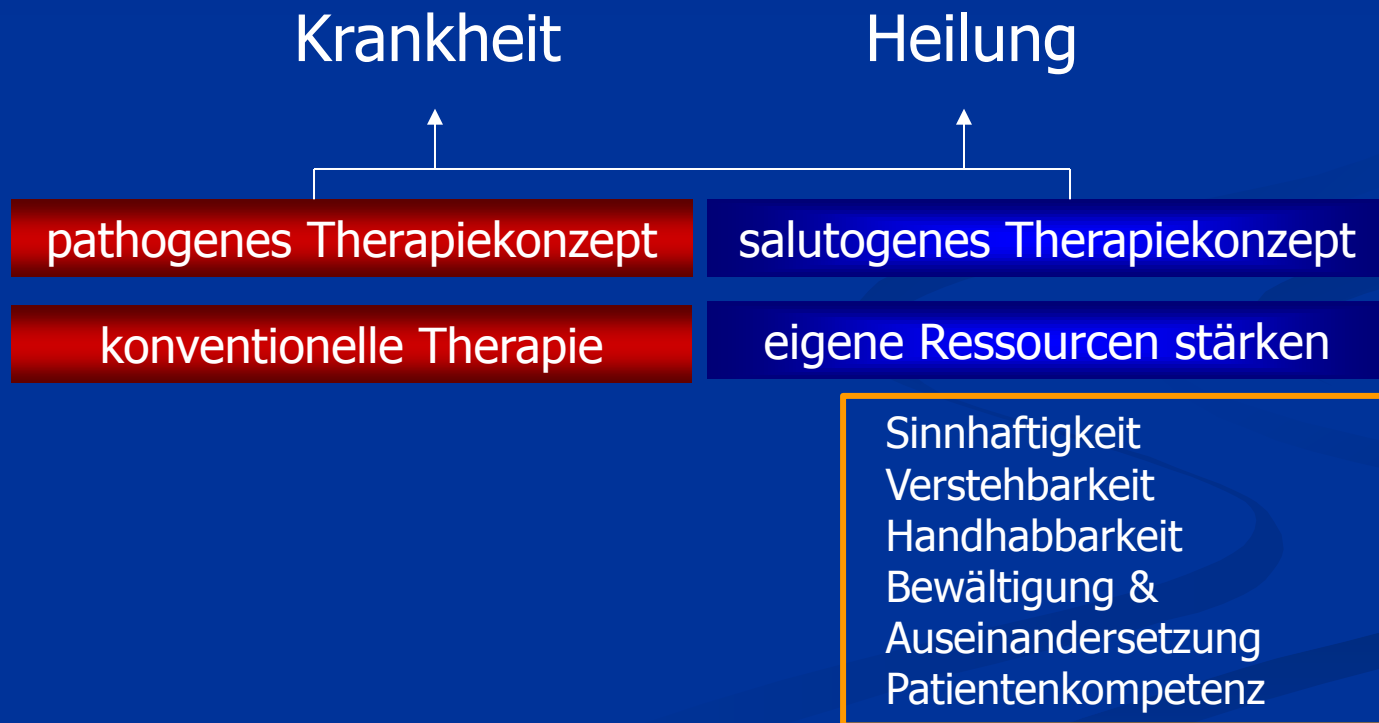 Krankheit
Heilung
pathogenes Therapiekonzept
salutogenes Therapiekonzept
konventionelle Therapie
eigene Ressourcen stärken
Sinnhaftigkeit
Verstehbarkeit
Handhabbarkeit
Bewältigung &
Auseinandersetzung
Patientenkompetenz